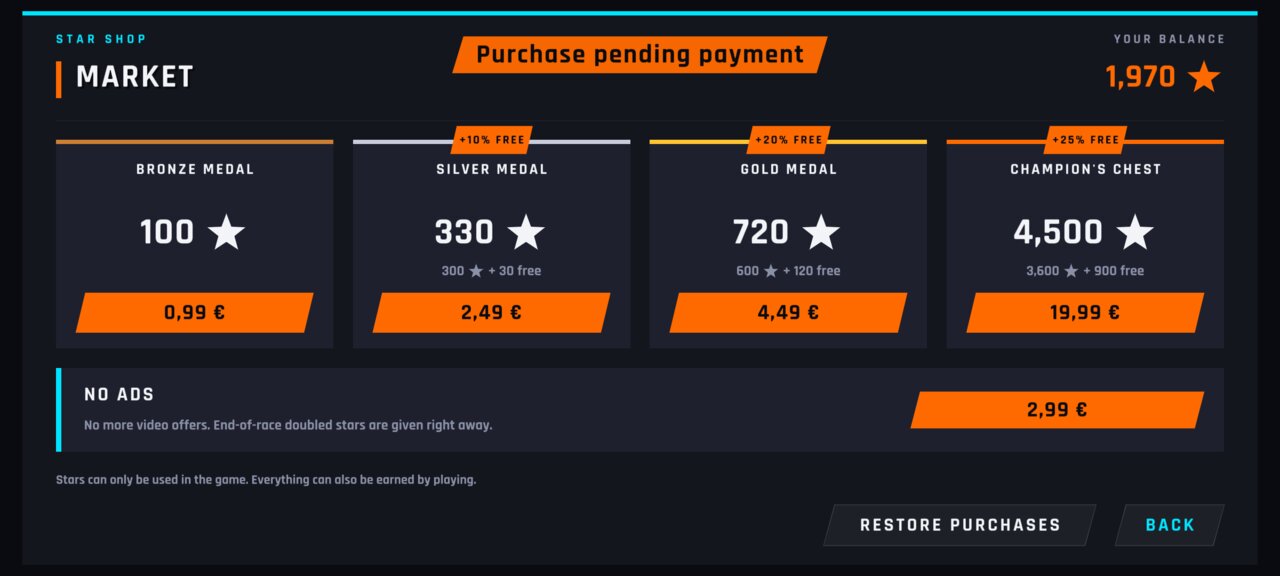 STAR SHOP
MARKET
Purchase pending payment
YOUR BALANCE
1,970
BRONZE MEDAL
100
0,99 €
+10% FREE
SILVER MEDAL
330
300 ★ + 30 free
2,49 €
+20% FREE
GOLD MEDAL
720
600 ★ + 120 free
4,49 €
+25% FREE
CHAMPION'S CHEST
4,500
3,600 ★ + 900 free
19,99 €
NO ADS
No more video offers. End-of-race doubled stars are given right away.
2,99 €
Stars can only be used in the game. Everything can also be earned by playing.
RESTORE PURCHASES
BACK